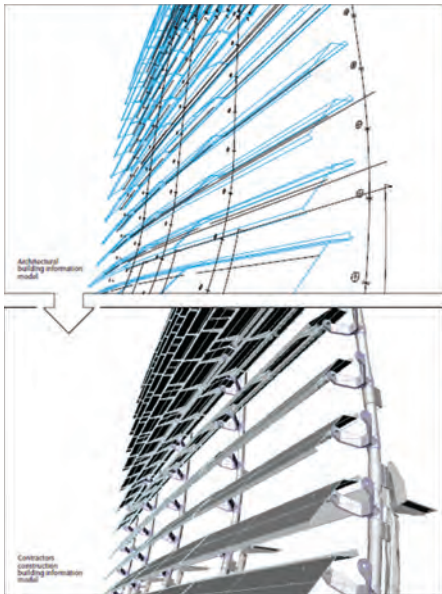 Architectural
building information
model
Contractors
construction
building information
model